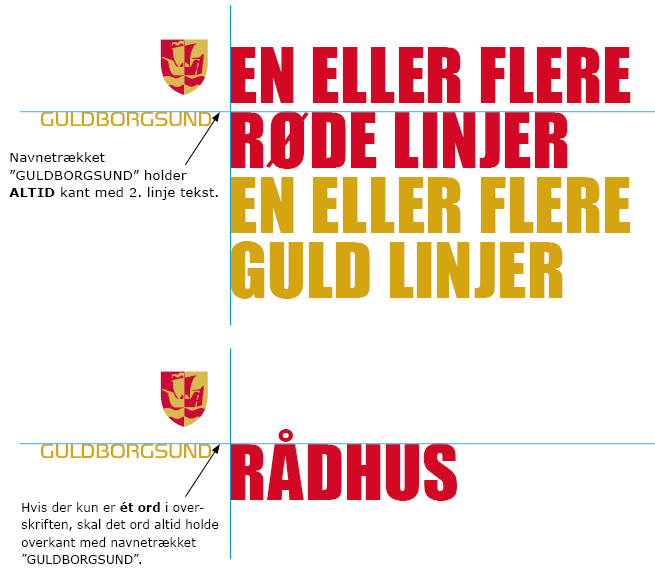 EN ELLER FLERE
GULDBORGSUND
RØDE LINJER
Navnetrækket
”GULDBORGSUND” holder
ALTID kant med 2. linje tekst.
EN ELLER FLERE
GULD LINJER
GULDBORGSUND
RÅDHUS
Hvis der kun er ét ord i over-
skriften, skal det ord altid holde
overkant med navnetrækket
”GULDBORGSUND”.